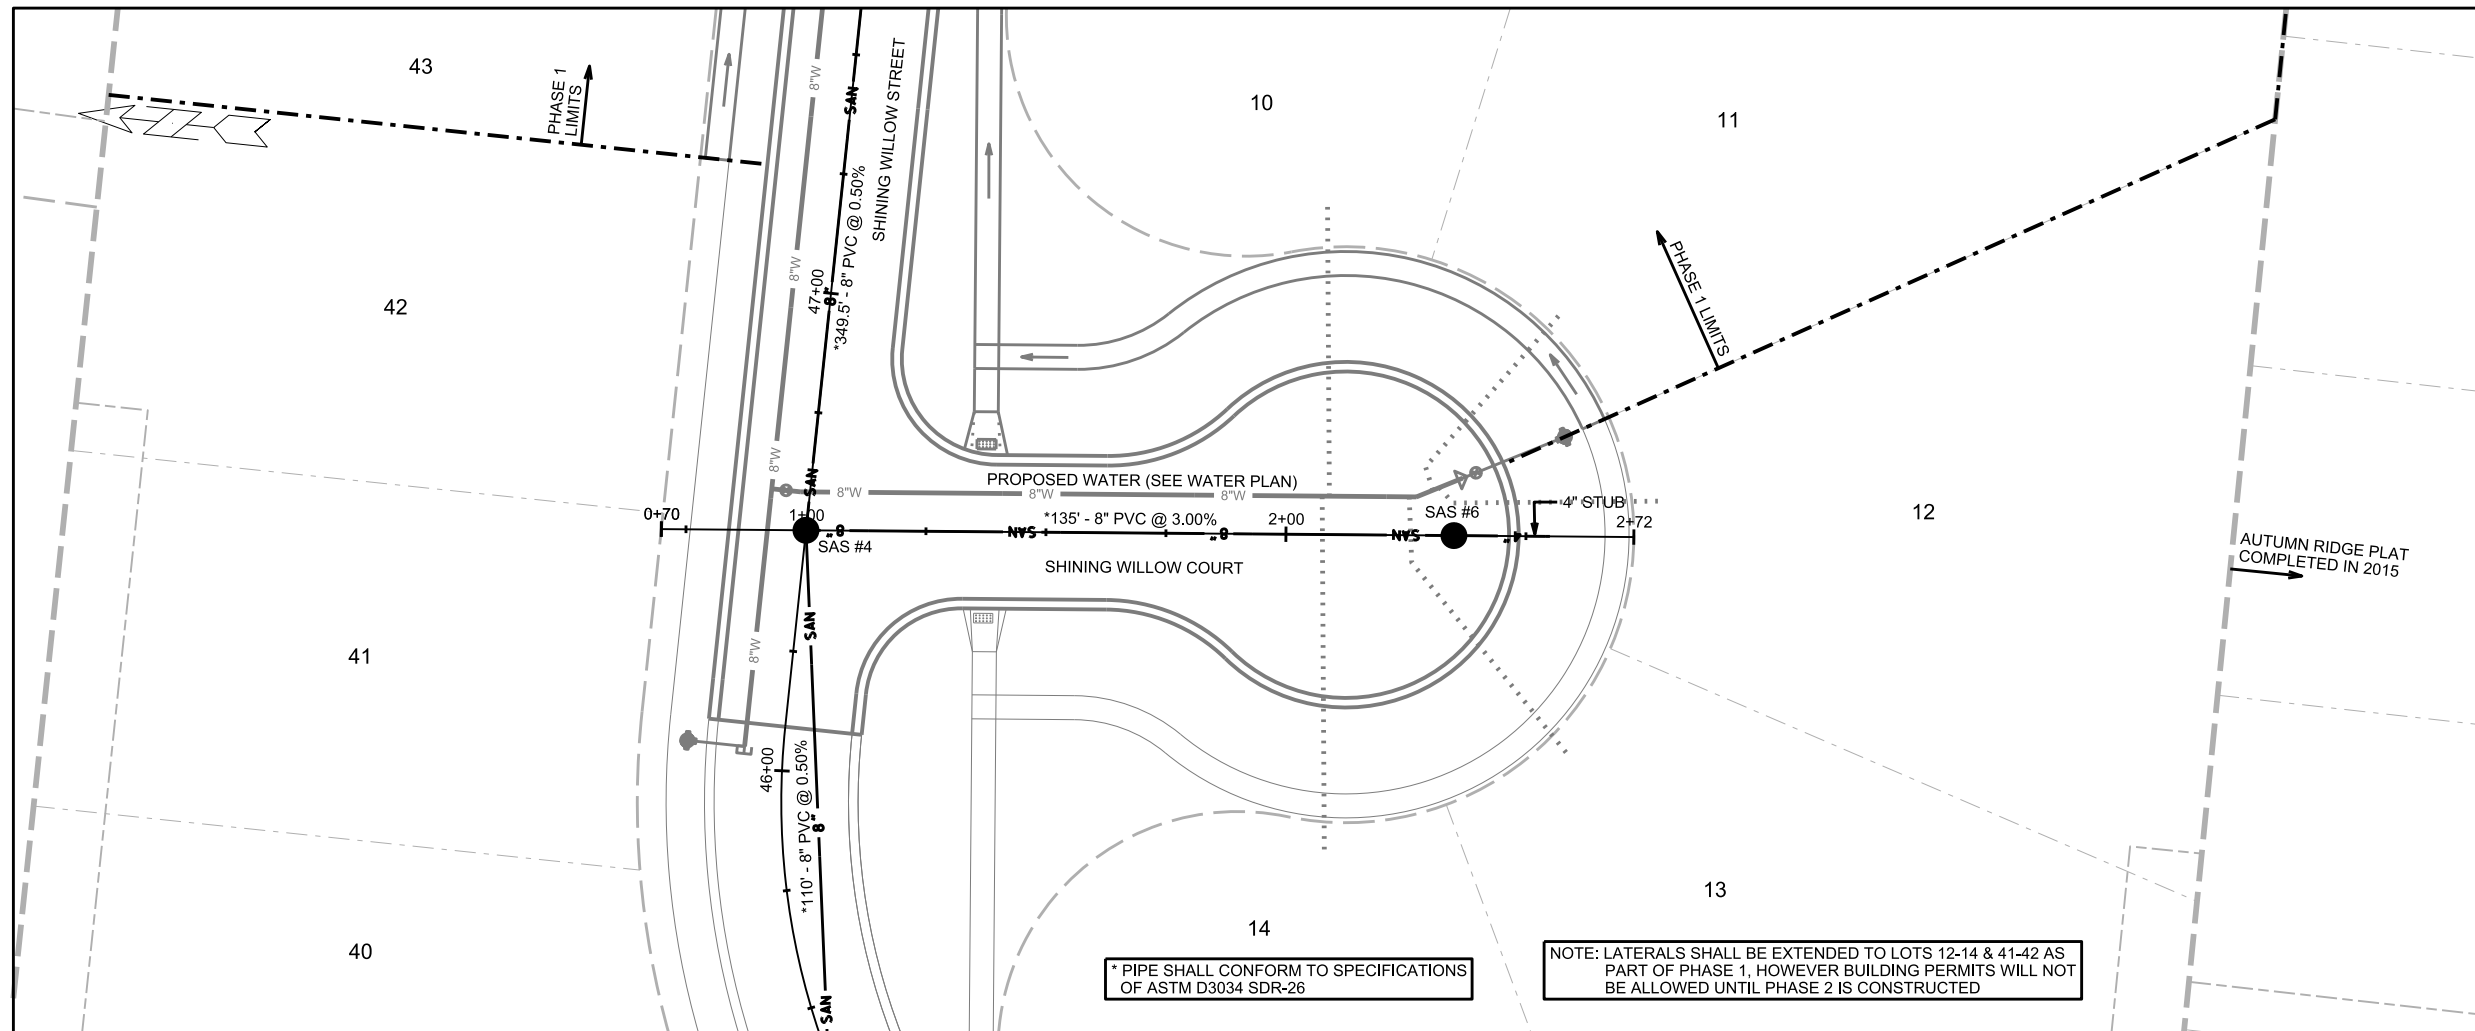 43
PHASE 1
LIMITS
8"W
SAN
SHINING WILLOW STREET
10
11
42
8"W
47+00
8"
*349.5' - 8" PVC @ 0.50%
PHASE 1 LIMITS
8"W
SAN
PROPOSED WATER (SEE WATER PLAN)
8"W
8"W
8"W
0+70
1+00
*135' - 8" PVC @ 3.00%
2+00
SAS #6
4" STUB
2+72
12
8"
SAN
8"
SAN
4"
SAS #4
SHINING WILLOW COURT
AUTUMN RIDGE PLAT
COMPLETED IN 2015
41
8"W
SAN
46+00
*110' - 8" PVC @ 0.50%
8"
SAN
40
14
13
* PIPE SHALL CONFORM TO SPECIFICATIONS
OF ASTM D3034 SDR-26
NOTE: LATERALS SHALL BE EXTENDED TO LOTS 12-14 & 41-42 AS
PART OF PHASE 1, HOWEVER BUILDING PERMITS WILL NOT
BE ALLOWED UNTIL PHASE 2 IS CONSTRUCTED